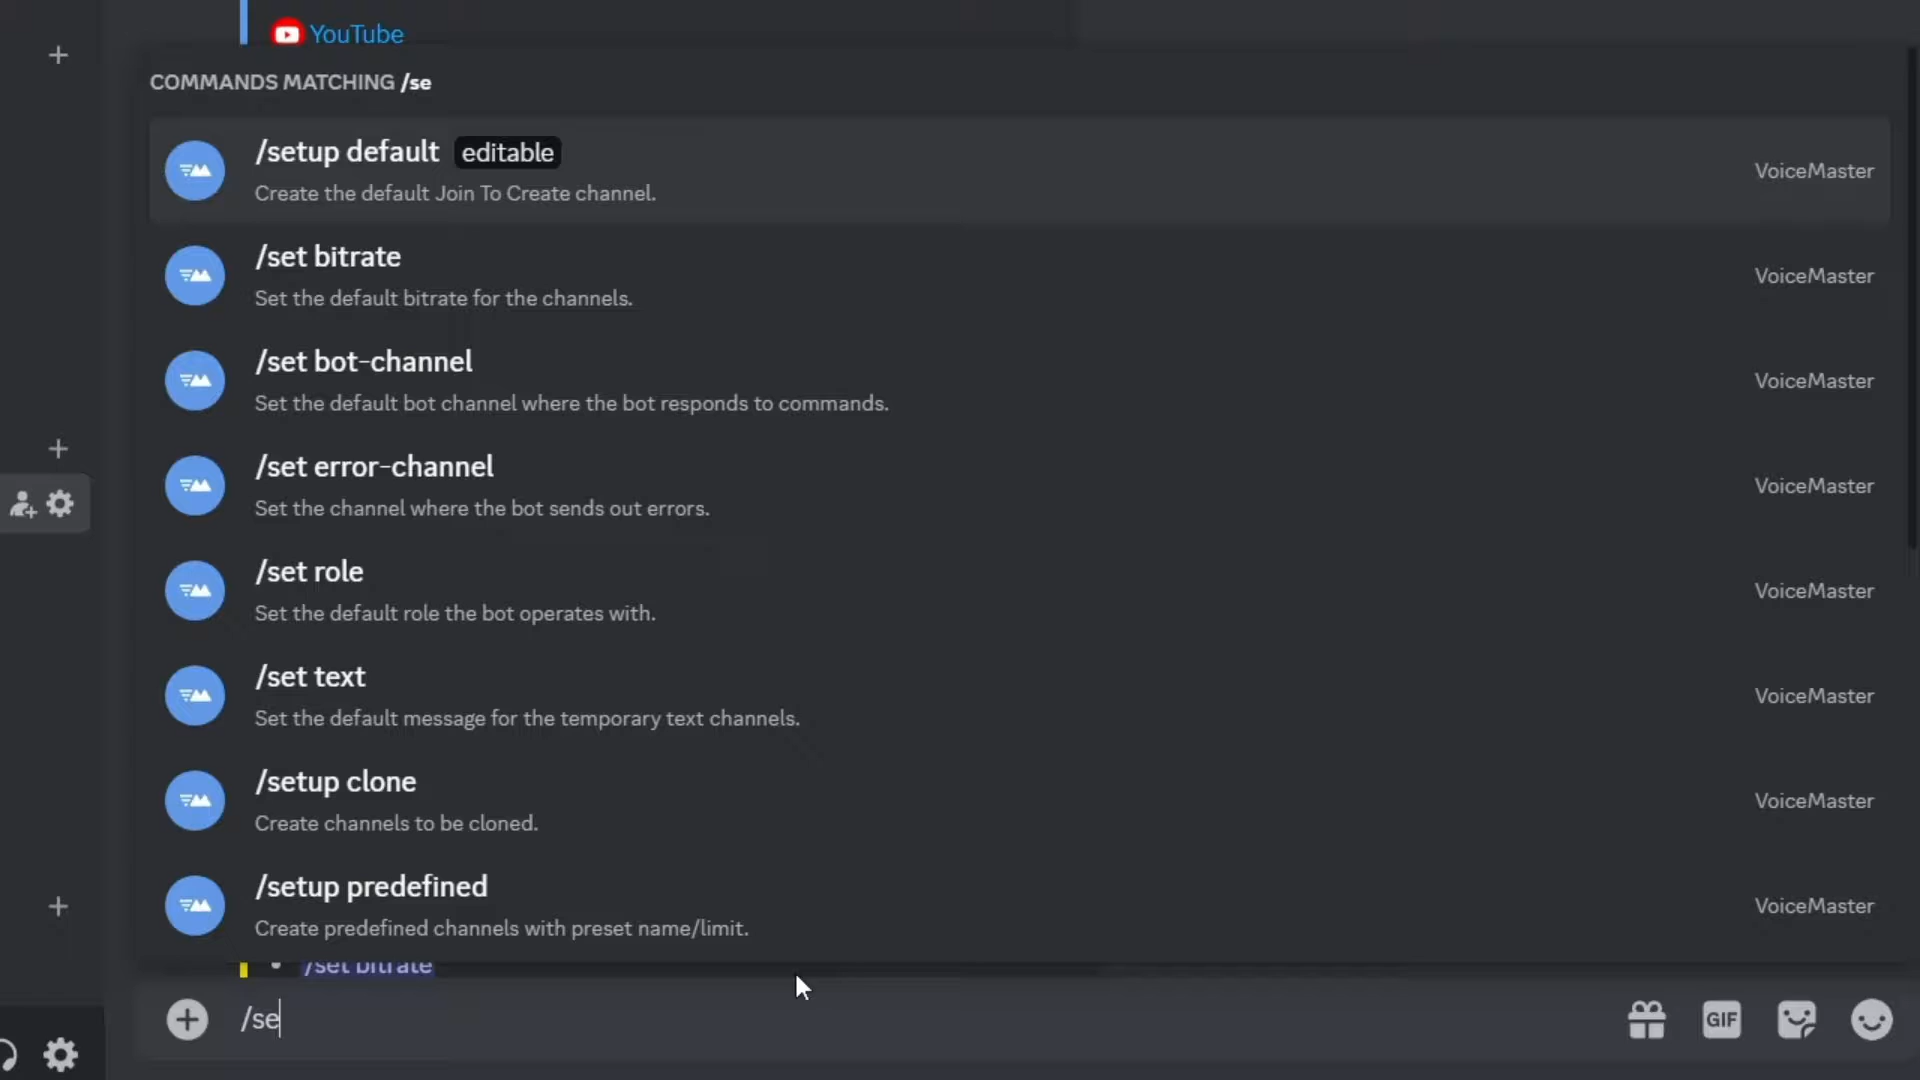 YouTube
COMMANDS MATCHING /se
/setup default editable
Create the default Join To Create channel.
VoiceMaster
/set bitrate
Set the default bitrate for the channels.
VoiceMaster
/set bot-channel
Set the default bot channel where the bot responds to commands.
VoiceMaster
/set error-channel
Set the channel where the bot sends out errors.
VoiceMaster
/set role
Set the default role the bot operates with.
VoiceMaster
/set text
Set the default message for the temporary text channels.
VoiceMaster
/setup clone
Create channels to be cloned.
VoiceMaster
/setup predefined
Create predefined channels with preset name/limit.
VoiceMaster
/set bitrate
/se
GIF